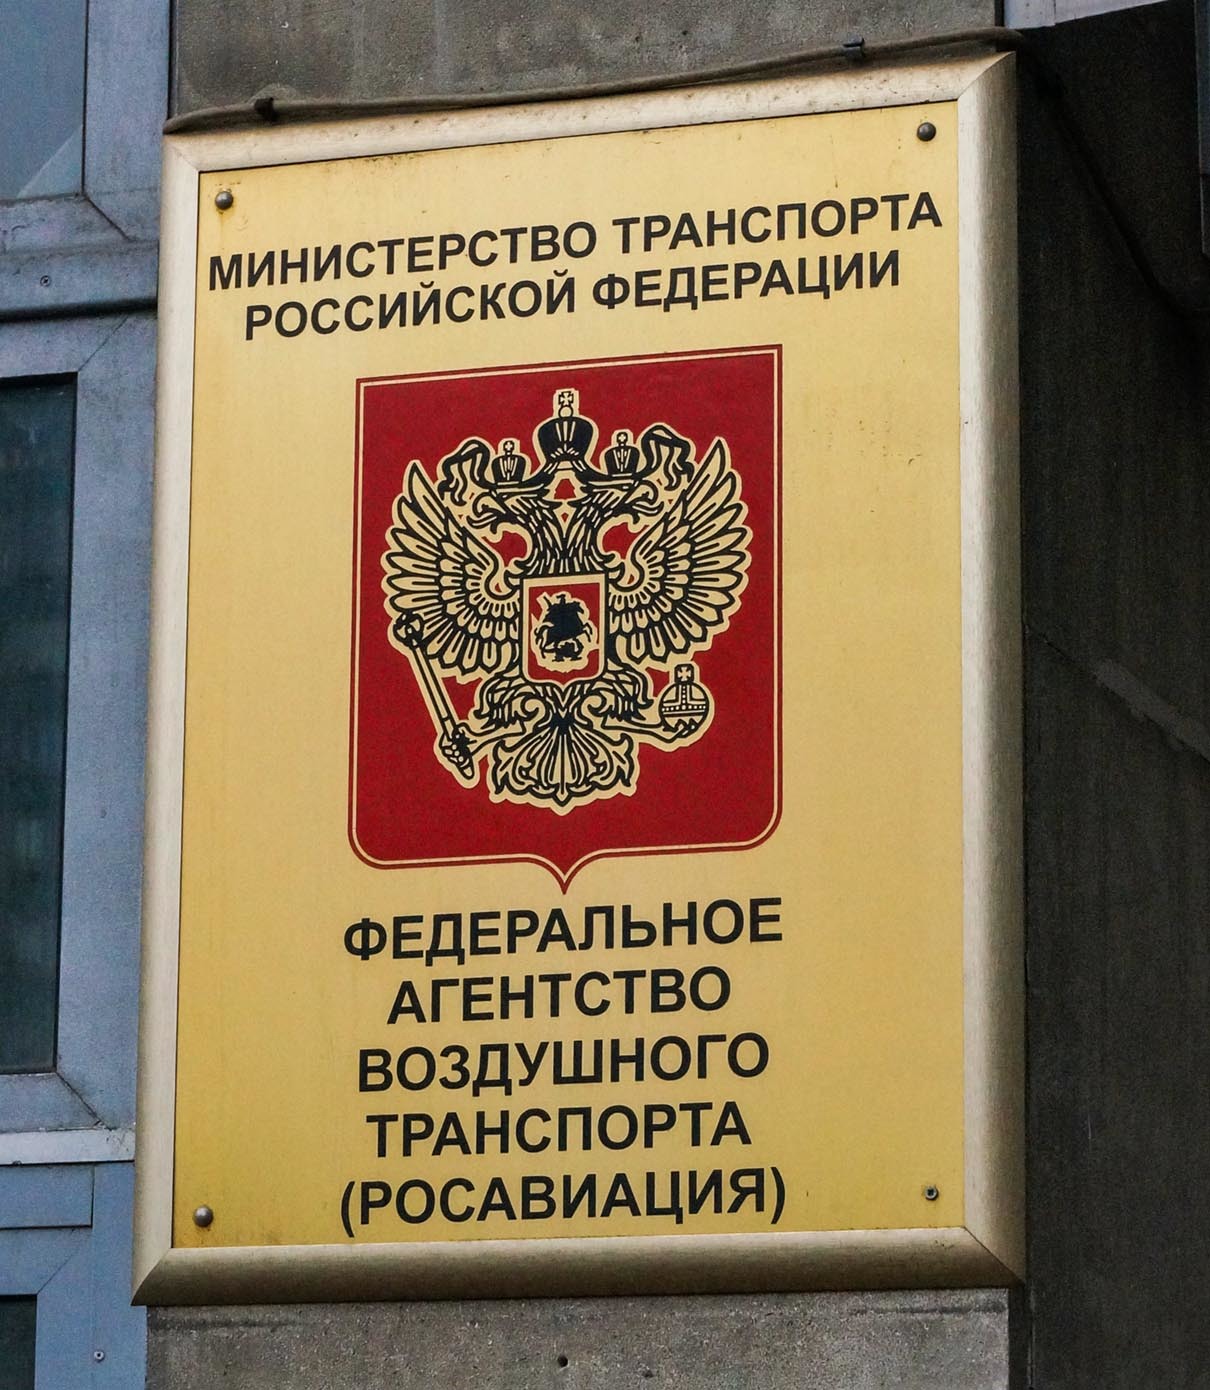 МИНИСТЕРСТВО ТРАНСПОРТА
РОССИЙСКОЙ ФЕДЕРАЦИИ
ФЕДЕРАЛЬНОЕ
АГЕНТСТВО
ВОЗДУШНОГО
ТРАНСПОРТА
(РОСАВИАЦИЯ)